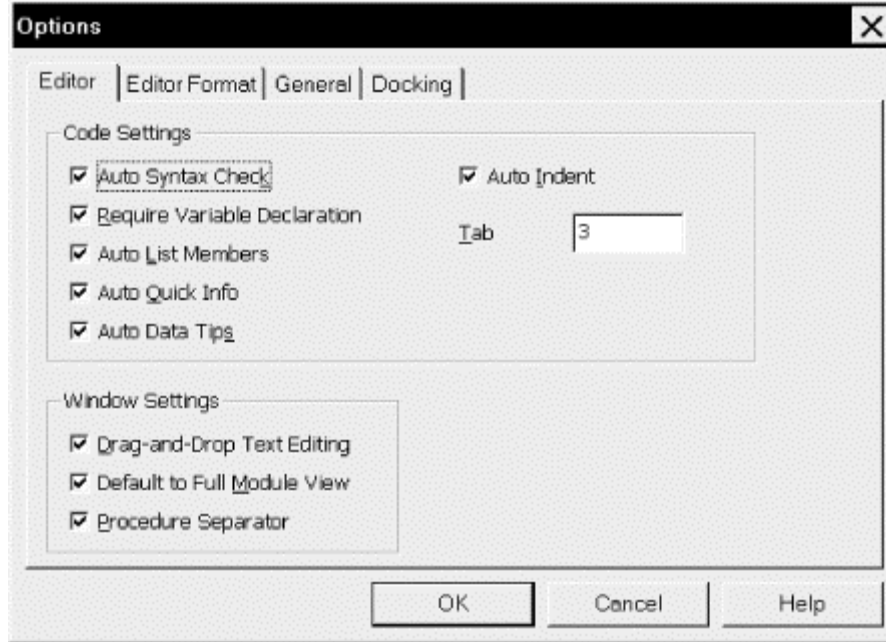 Options
Editor Editor Format General Docking
Code Settings
Auto Syntax Check
Auto Indent
Require Variable Declaration
Tab 3
Auto List Members
Auto Quick Info
Auto Data Tips
Window Settings
Drag-and-Drop Text Editing
Default to Full Module View
Procedure Separator
OK Cancel Help